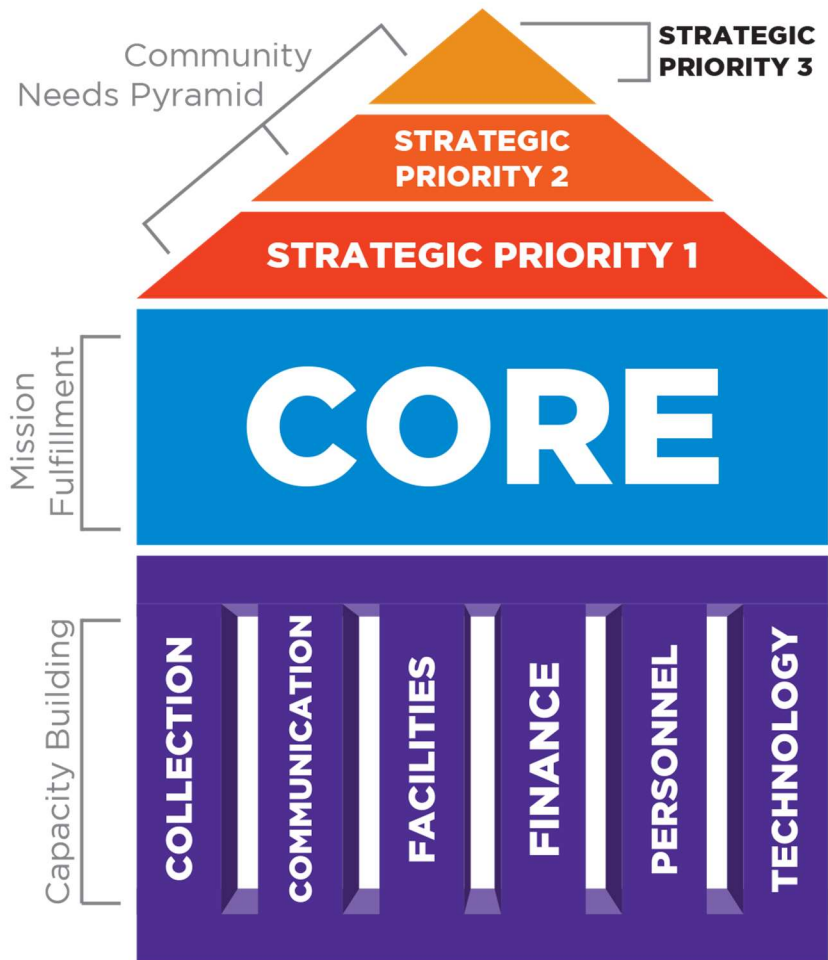 Community
Needs Pyramid
STRATEGIC
PRIORITY 3
STRATEGIC
PRIORITY 2
STRATEGIC PRIORITY 1
Mission
Fulfillment
CORE
Capacity Building
COLLECTION
COMMUNICATION
FACILITIES
FINANCE
PERSONNEL
TECHNOLOGY